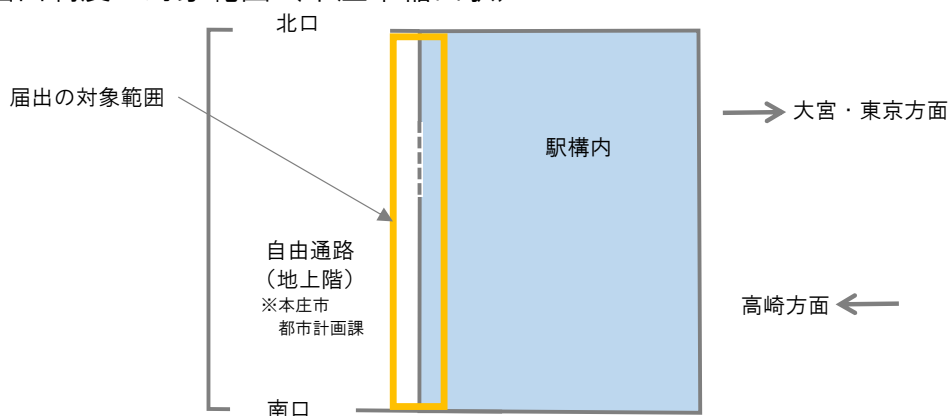 北口
届出の対象範囲
大宮・東京方面
駅構内
自由通路
（地上階）
※本庄市
都市計画課
高崎方面
南口